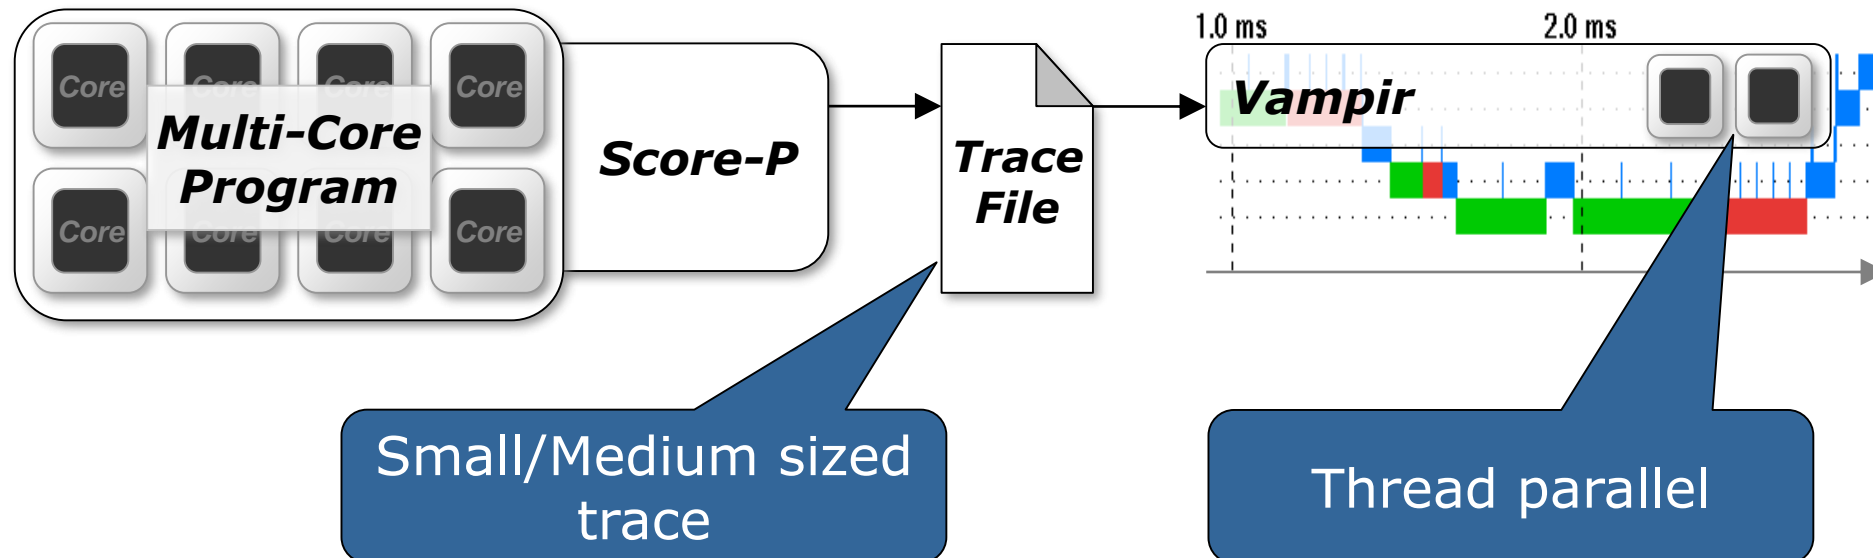 1.0 ms
2.0 ms
Core
Core
Core
Core
Multi-Core
Program
Core
Core
Core
Core
Score-P
Trace
File
Vampir
Small/Medium sized
trace
Thread parallel